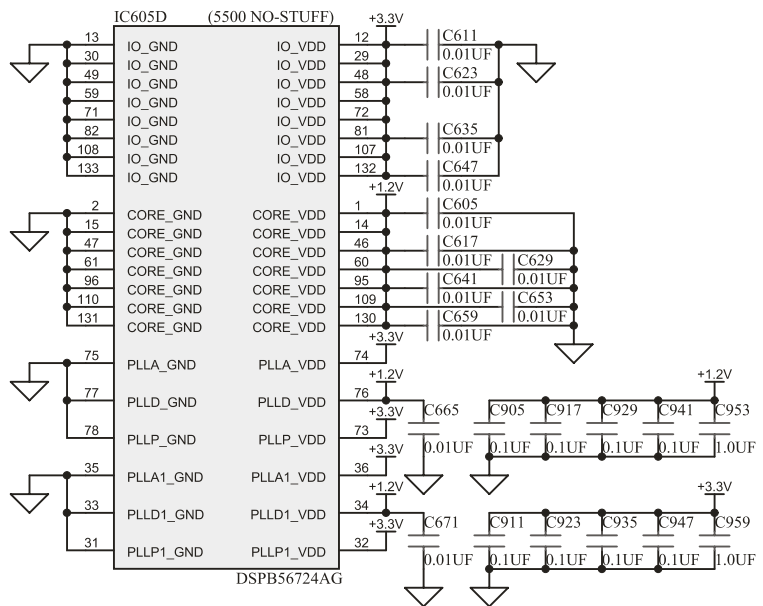 IC605D (5500 NO-STUFF) +3.3V
13 IO_GND IO_VDD 12 C611
0.01UF
30 IO_GND IO_VDD 29
49 IO_GND IO_VDD 48 C623
0.01UF
59 IO_GND IO_VDD 58
71 IO_GND IO_VDD 72
82 IO_GND IO_VDD 81 C635
0.01UF
108 IO_GND IO_VDD 107
133 IO_GND IO_VDD 132 C647
0.01UF
+1.2V
2 CORE_GND CORE_VDD 1 C605
0.01UF
15 CORE_GND CORE_VDD 14
47 CORE_GND CORE_VDD 46 C617
0.01UF
61 CORE_GND CORE_VDD 60 C629
0.01UF
96 CORE_GND CORE_VDD 95 C641
0.01UF
110 CORE_GND CORE_VDD 109 C653
0.01UF
131 CORE_GND CORE_VDD 130 C659
0.01UF
+3.3V
75 PLLA_GND PLLA_VDD 74
+1.2V +1.2V
77 PLLD_GND PLLD_VDD 76 C665 C905 C917 C929 C941 C953
+3.3V
78 PLLP_GND PLLP_VDD 73
0.01UF 0.1UF 0.1UF 0.1UF 0.1UF 1.0UF
+3.3V
35 PLLA1_GND PLLA1_VDD 36
+1.2V +3.3V
33 PLLD1_GND PLLD1_VDD 34 C671 C911 C923 C935 C947 C959
+3.3V
31 PLLP1_GND PLLP1_VDD 32
0.01UF 0.1UF 0.1UF 0.1UF 0.1UF 1.0UF
DSPB56724AG